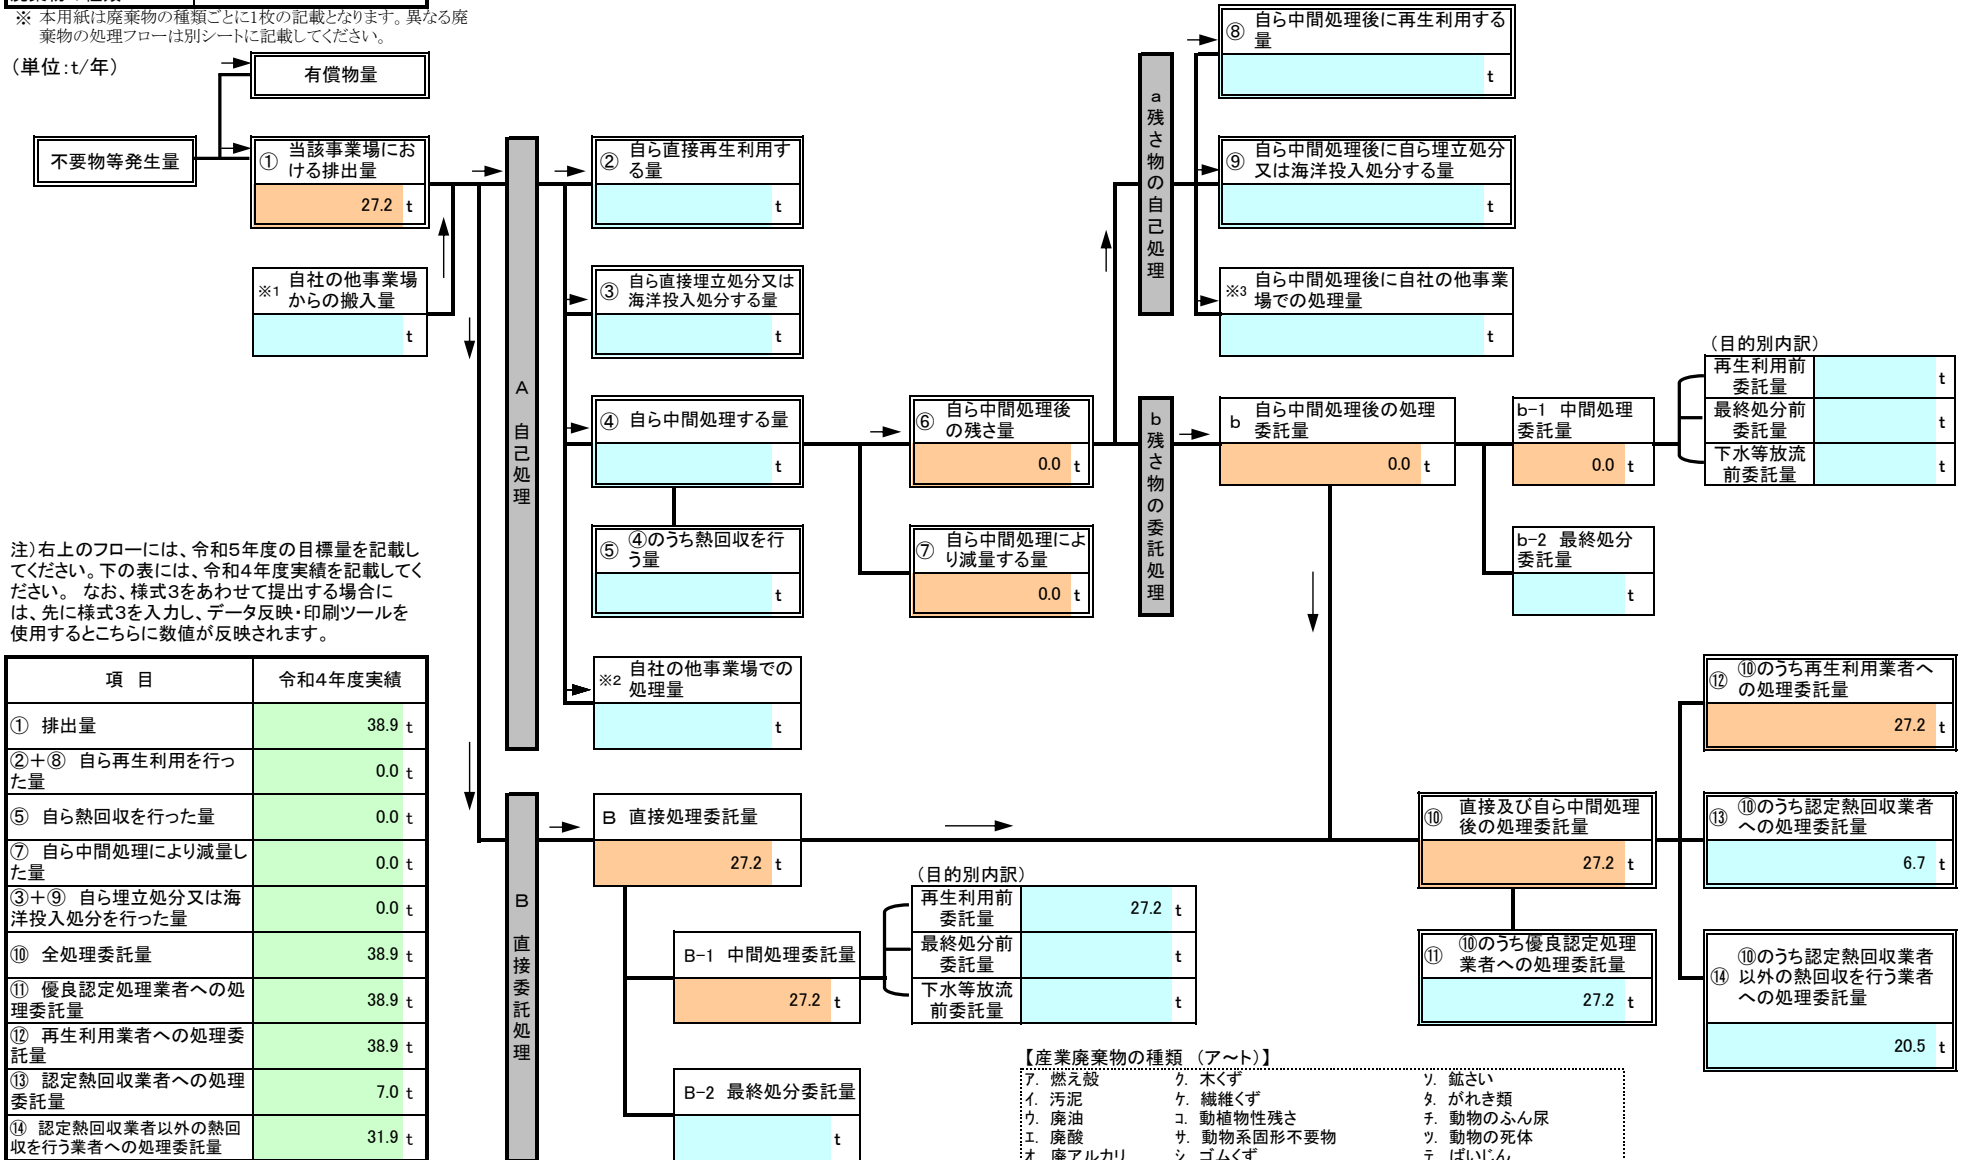 ※ 本用紙は廃棄物の種類ごとに1枚の記載となります。異なる廃
棄物の処理フローは別シートに記載してください。
(単位:t/年)
有償物量
不要物等発生量
① 当該事業場にお
ける排出量
27.2 t
※1 自社の他事業場
からの搬入量
t
A 自己処理
② 自ら直接再生利用す
る量
t
③ 自ら直接埋立処分又は
海洋投入処分する量
t
④ 自ら中間処理する量
t
⑤ ④のうち熱回収を行
う量
t
※2 自社の他事業場での
処理量
t
⑥ 自ら中間処理後
の残さ量
0.0 t
⑦ 自ら中間処理によ
り減量する量
0.0 t
a 残さ物の自己処理
⑧ 自ら中間処理後に再生利用する
量
t
⑨ 自ら中間処理後に自ら埋立処分
又は海洋投入処分する量
t
※3 自ら中間処理後に自社の他事業
場での処理量
t
b 残さ物の委託処理
b 自ら中間処理後の処理
委託量
0.0 t
b-1 中間処理
委託量
0.0 t
b-2 最終処分
委託量
t
(目的別内訳)
再生利用前
委託量
t
最終処分前
委託量
t
下水等放流
前委託量
t
注)右上のフローには、令和5年度の目標量を記載し
てください。下の表には、令和4年度実績を記載してく
ださい。 なお、様式3をあわせて提出する場合に
は、先に様式3を入力し、データ反映・印刷ツールを
使用するとこちらに数値が反映されます。
項 目 令和4年度実績
① 排出量 38.9 t
②+⑧ 自ら再生利用を行っ
た量 0.0 t
⑤ 自ら熱回収を行った量 0.0 t
⑦ 自ら中間処理により減量し
た量 0.0 t
③+⑨ 自ら埋立処分又は海
洋投入処分を行った量 0.0 t
⑩ 全処理委託量 38.9 t
⑪ 優良認定処理業者への処
理委託量 38.9 t
⑫ 再生利用業者への処理委
託量 38.9 t
⑬ 認定熱回収業者への処理
委託量 7.0 t
⑭ 認定熱回収業者以外の熱回
収を行う業者への処理委託量 31.9 t
B 直接委託処理
B 直接処理委託量
27.2 t
B-1 中間処理委託量
27.2 t
B-2 最終処分委託量
t
(目的別内訳)
再生利用前
委託量
27.2 t
最終処分前
委託量
t
下水等放流
前委託量
t
⑩ 直接及び自ら中間処理
後の処理委託量
27.2 t
⑪ ⑩のうち優良認定処理
業者への処理委託量
27.2 t
⑫ ⑩のうち再生利用業者へ
の処理委託量
27.2 t
⑬ ⑩のうち認定熱回収業者
への処理委託量
6.7 t
⑭ ⑩のうち認定熱回収業者
以外の熱回収を行う業者
への処理委託量
20.5 t
【産業廃棄物の種類 (ア~ト)】
ア. 燃え殻 ク. 木くず ソ. 鉱さい
イ. 汚泥 ケ. 繊維くず タ. がれき類
ウ. 廃油 コ. 動植物性残さ チ. 動物のふん尿
エ. 廃酸 サ. 動物系固形不要物 ツ. 動物の死体
オ. 廃アルカリ シ. ゴムくず テ. ばいじん